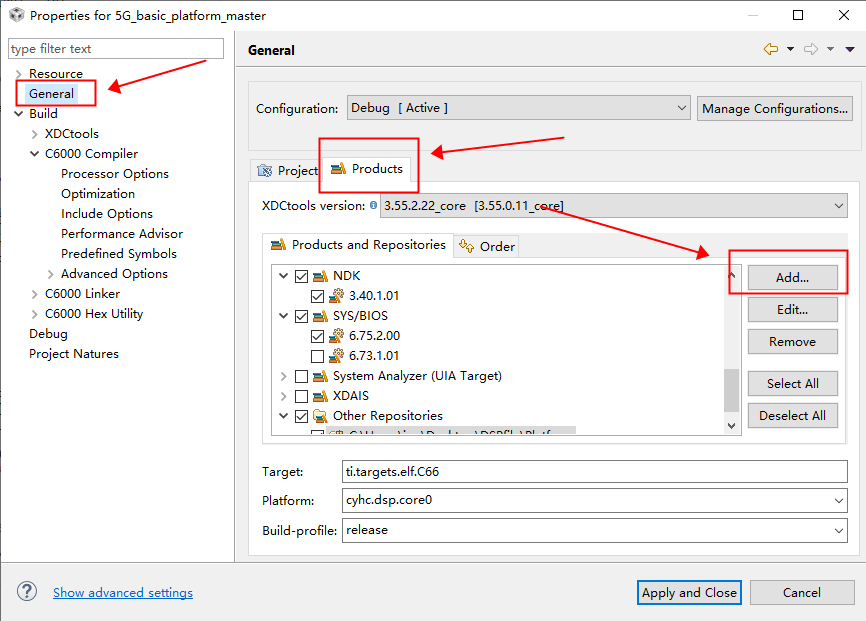 Properties for 5G_basic_platform_master
type filter text
Resource
General
Build
XDCtools
C6000 Compiler
Processor Options
Optimization
Include Options
Performance Advisor
Predefined Symbols
Advanced Options
C6000 Linker
C6000 Hex Utility
Debug
Project Natures
General
Configuration: Debug [ Active ] Manage Configurations...
Project Products
XDCtools version: 3.55.2.22_core [3.55.0.11_core]
Products and Repositories Order
NDK
3.40.1.01
SYS/BIOS
6.75.2.00
6.73.1.01
System Analyzer (UIA Target)
XDAIS
Other Repositories
Add...
Edit...
Remove
Select All
Deselect All
Target: ti.targets.elf.C66
Platform: cyhc.dsp.core0
Build-profile: release
Show advanced settings
Apply and Close Cancel